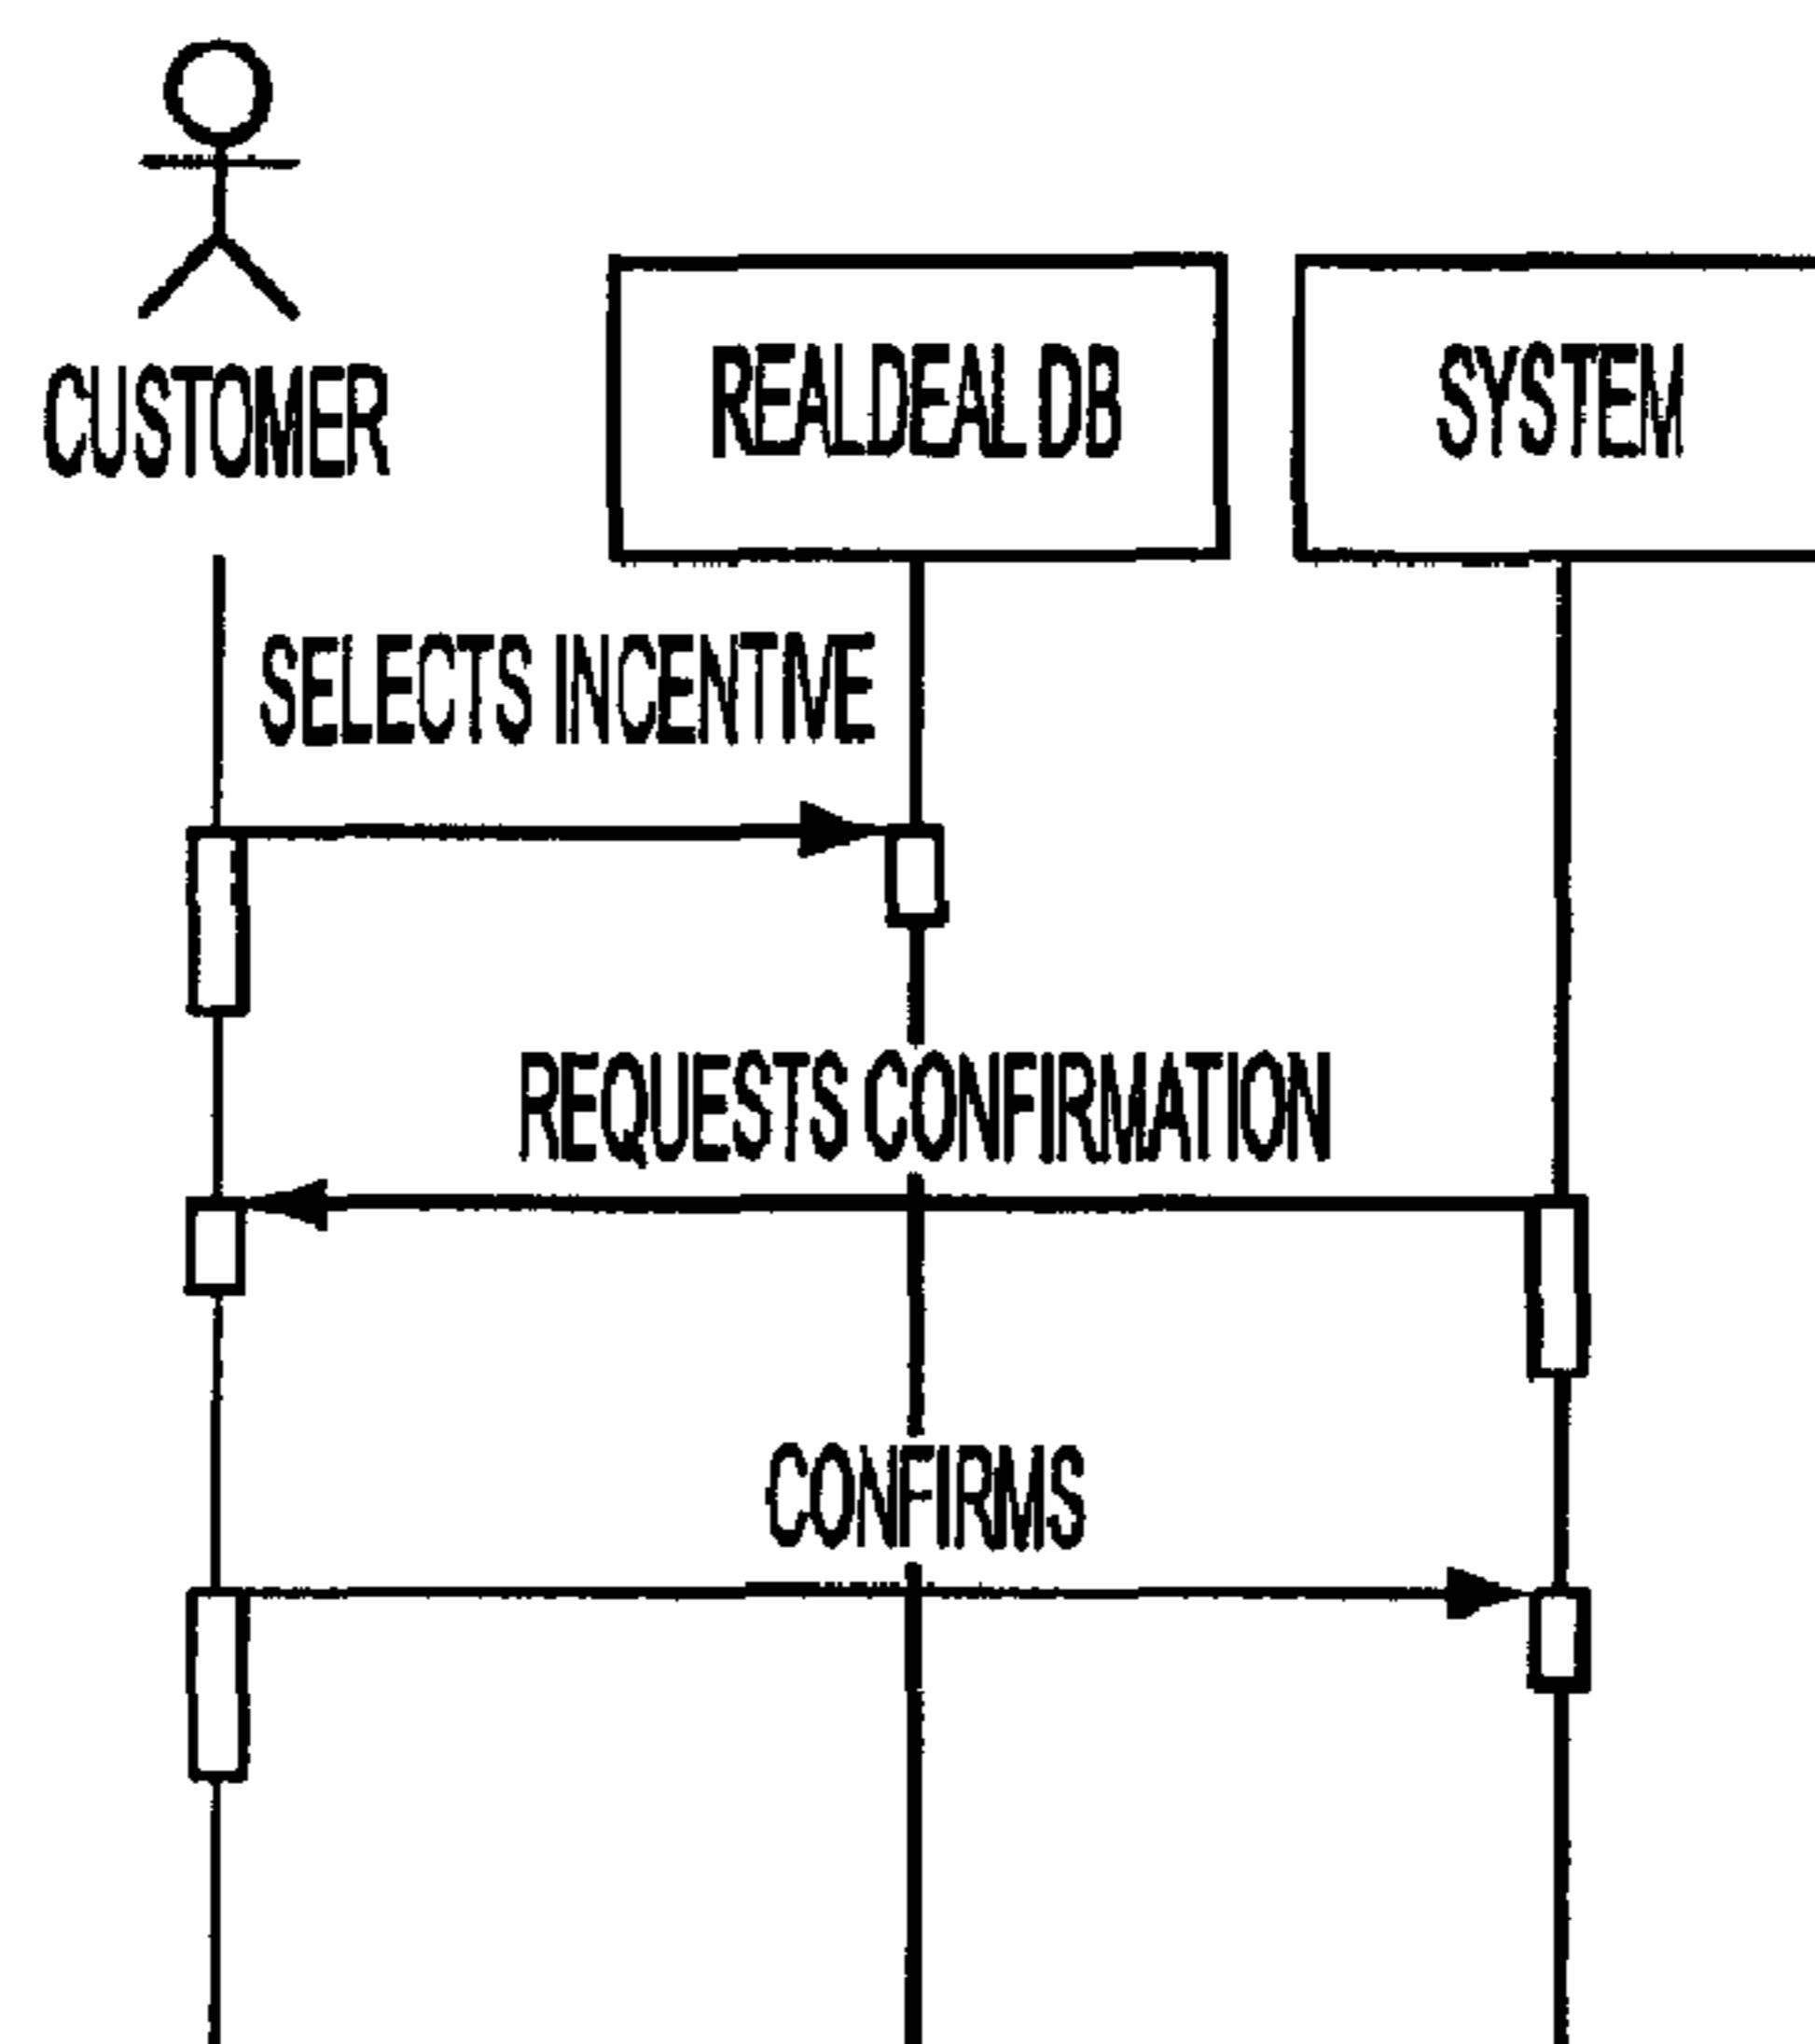 CUSTOMER
REALDEAL DB
SYSTEM
SELECTS INCENTIVE
REQUESTS CONFIRMATION
CONFIRMS